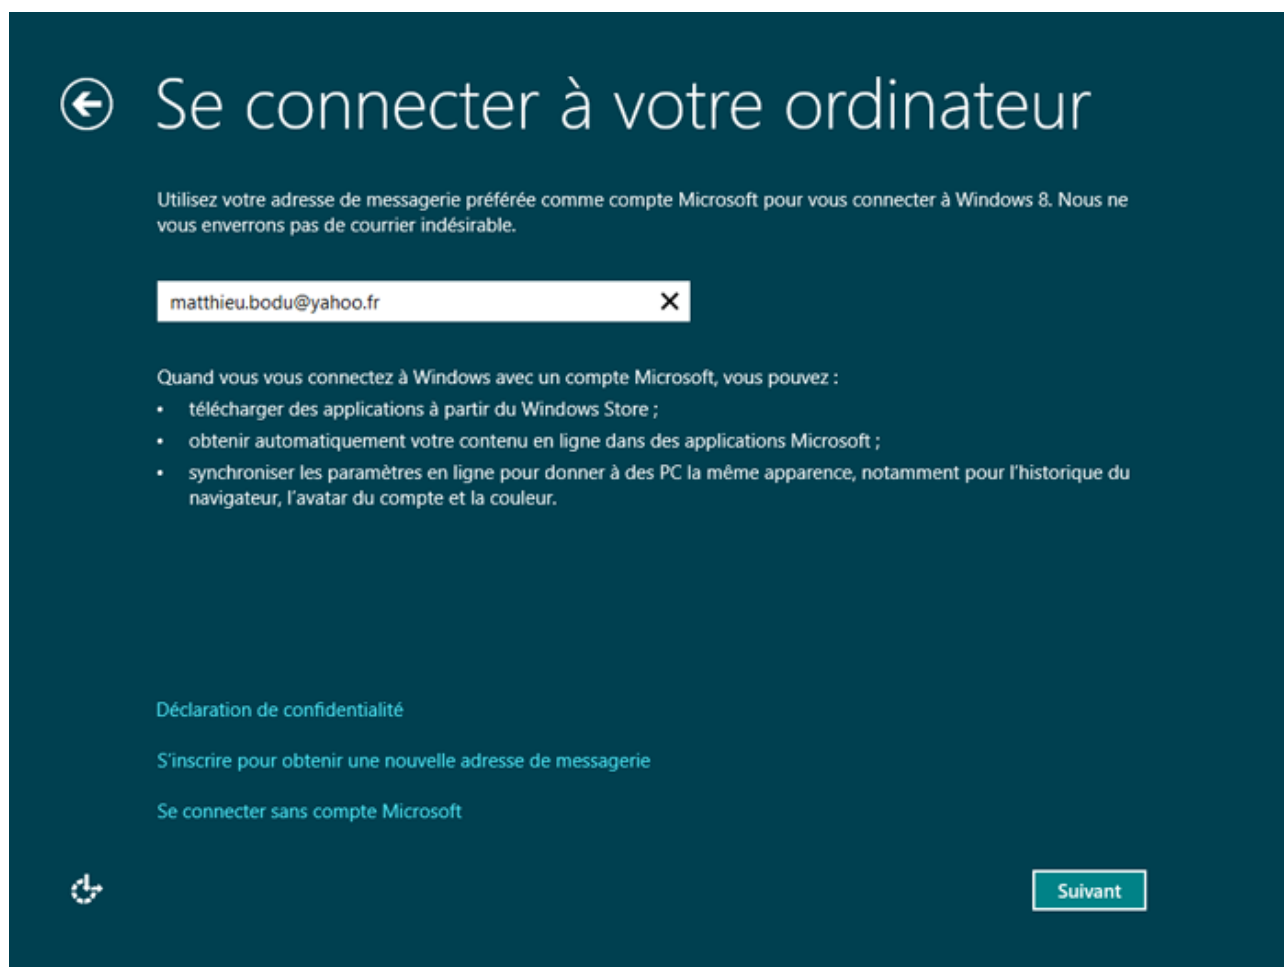 Se connecter à votre ordinateur
Utilisez votre adresse de messagerie préférée comme compte Microsoft pour vous connecter à Windows 8. Nous ne
vous enverrons pas de courrier indésirable.
matthieu.bodu@yahoo.fr
Quand vous vous connectez à Windows avec un compte Microsoft, vous pouvez :
• télécharger des applications à partir du Windows Store ;
• obtenir automatiquement votre contenu en ligne dans des applications Microsoft ;
• synchroniser les paramètres en ligne pour donner à des PC la même apparence, notamment pour l'historique du
navigateur, l'avatar du compte et la couleur.
Déclaration de confidentialité
S'inscrire pour obtenir une nouvelle adresse de messagerie
Se connecter sans compte Microsoft
Suivant